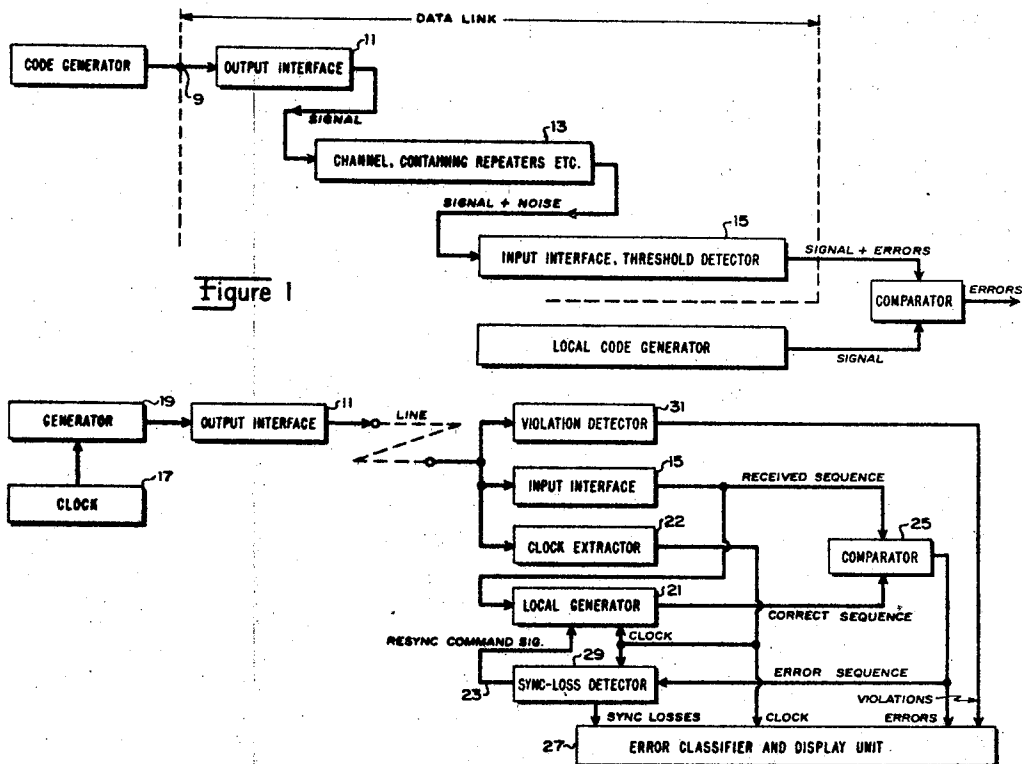 DATA LINK
CODE GENERATOR
9
OUTPUT INTERFACE
11
SIGNAL
13
CHANNEL, CONTAINING REPEATERS ETC.
SIGNAL + NOISE
15
INPUT INTERFACE, THRESHOLD DETECTOR
SIGNAL + ERRORS
COMPARATOR
ERRORS
LOCAL CODE GENERATOR
SIGNAL
Figure 1
19
GENERATOR
17
CLOCK
11
OUTPUT INTERFACE
LINE
31
VIOLATION DETECTOR
15
INPUT INTERFACE
RECEIVED SEQUENCE
22
CLOCK EXTRACTOR
25
COMPARATOR
21
LOCAL GENERATOR
CORRECT SEQUENCE
RESYNC COMMAND SIG.
CLOCK
29
23
SYNC-LOSS DETECTOR
ERROR SEQUENCE
VIOLATIONS
SYNC LOSSES
CLOCK
ERRORS
27
ERROR CLASSIFIER AND DISPLAY UNIT